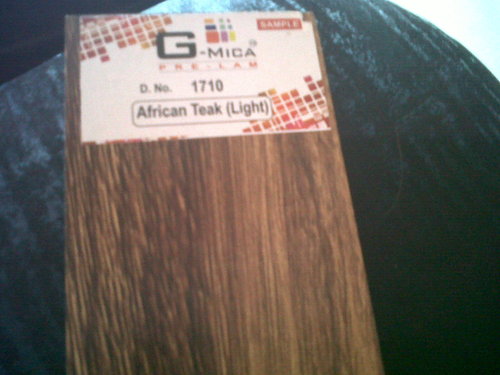 SAMPLE
G-MICA®
PRE-LAM
D. No. 1710
African Teak (Light)